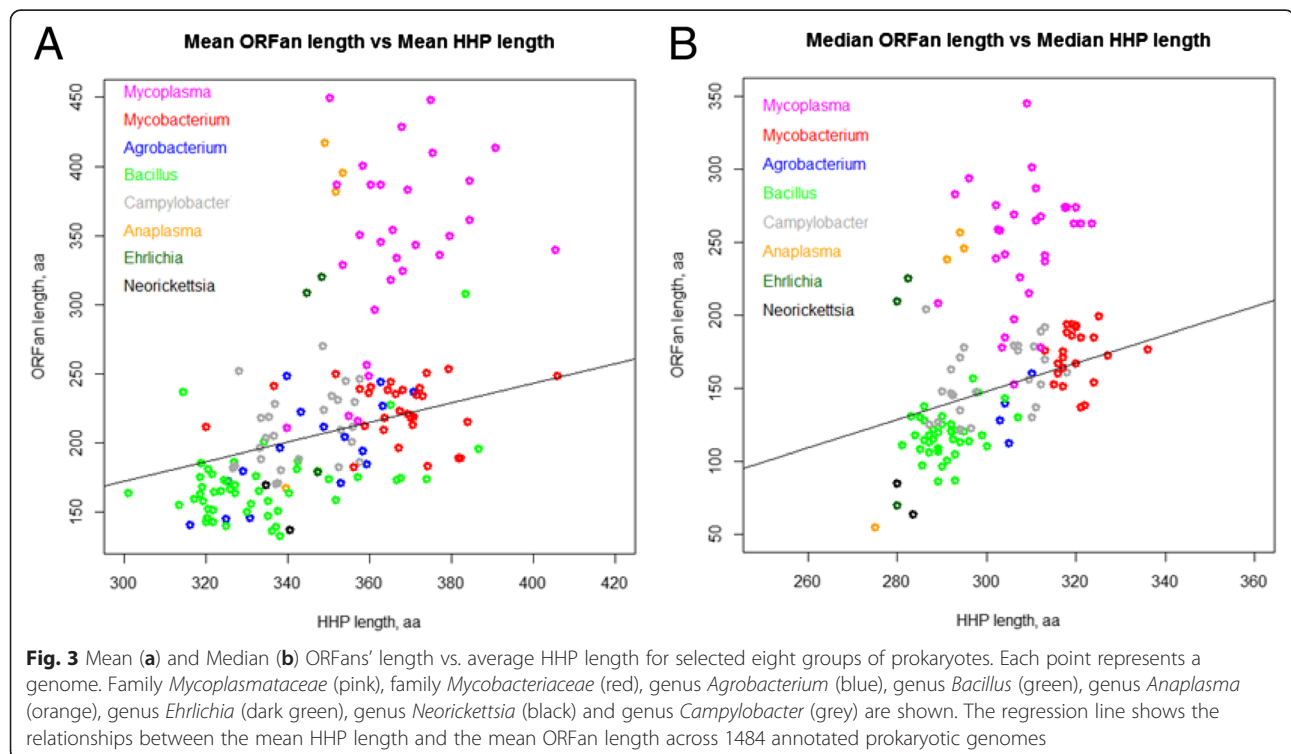 A
Mean ORFan length vs Mean HHP length
ORFan length, aa
450
400
350
300
250
200
150
Mycoplasma
Mycobacterium
Agrobacterium
Bacillus
Campylobacter
Anaplasma
Ehrlichia
Neorickettsia
300 320 340 360 380 400 420
HHP length, aa
B
Median ORFan length vs Median HHP length
ORFan length, aa
350
300
250
200
150
100
50
Mycoplasma
Mycobacterium
Agrobacterium
Bacillus
Campylobacter
Anaplasma
Ehrlichia
Neorickettsia
260 280 300 320 340 360
HHP length, aa
Fig. 3 Mean (a) and Median (b) ORFans' length vs. average HHP length for selected eight groups of prokaryotes. Each point represents a
genome. Family Mycoplasmataceae (pink), family Mycobacteriaceae (red), genus Agrobacterium (blue), genus Bacillus (green), genus Anaplasma
(orange), genus Ehrlichia (dark green), genus Neorickettsia (black) and genus Campylobacter (grey) are shown. The regression line shows the
relationships between the mean HHP length and the mean ORFan length across 1484 annotated prokaryotic genomes